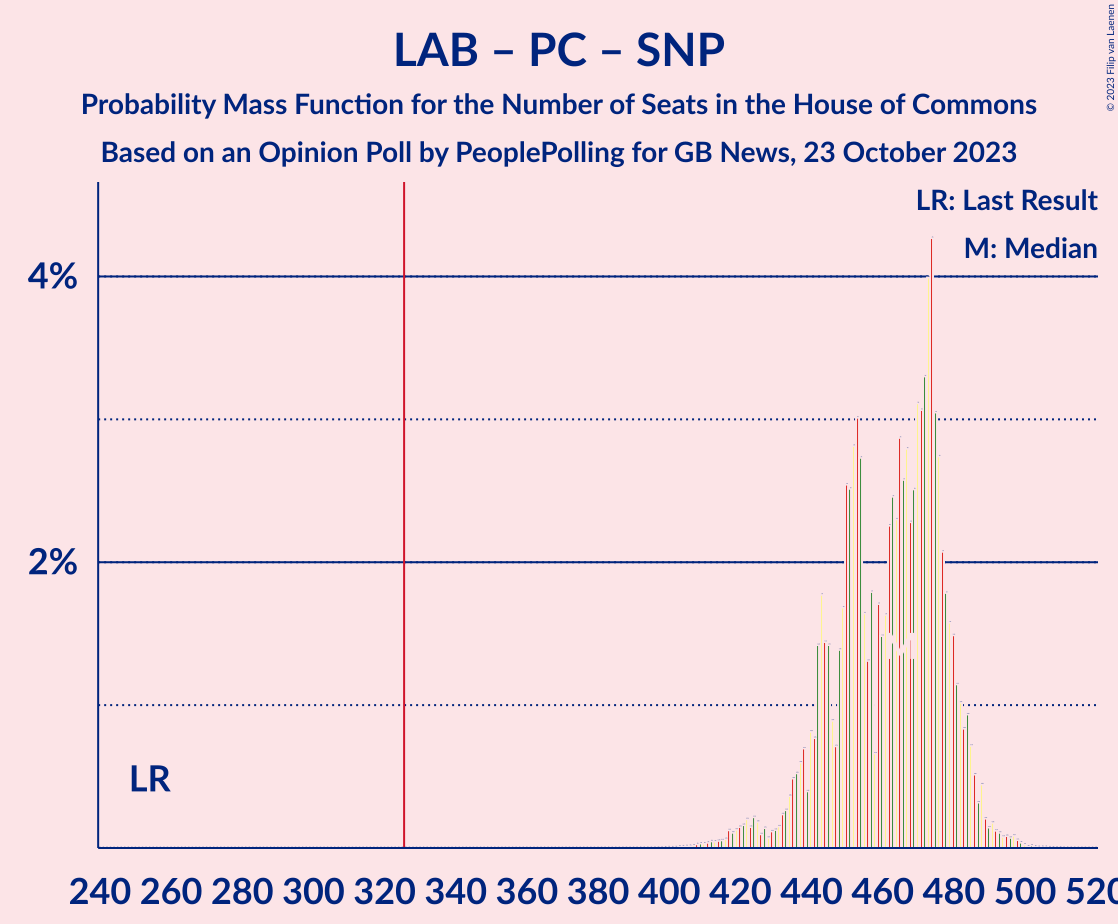 LAB – PC – SNP
Probability Mass Function for the Number of Seats in the House of Commons
Based on an Opinion Poll by PeoplePolling for GB News, 23 October 2023
© 2023 Filip van Laenen
LR: Last Result
M: Median
4%
2%
LR
240 260 280 300 320 340 360 380 400 420 440 460 480 500 520